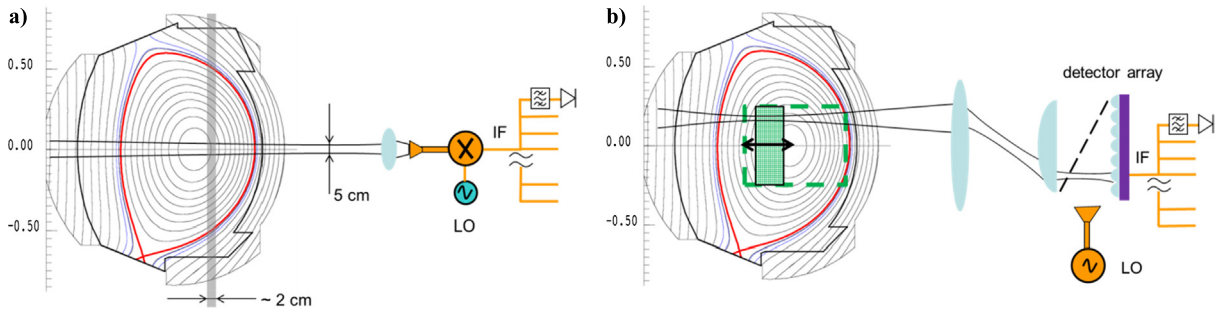 a)
0.50
0.00
-0.50
5 cm
~ 2 cm
IF
LO
b)
0.50
0.00
-0.50
detector array
IF
LO